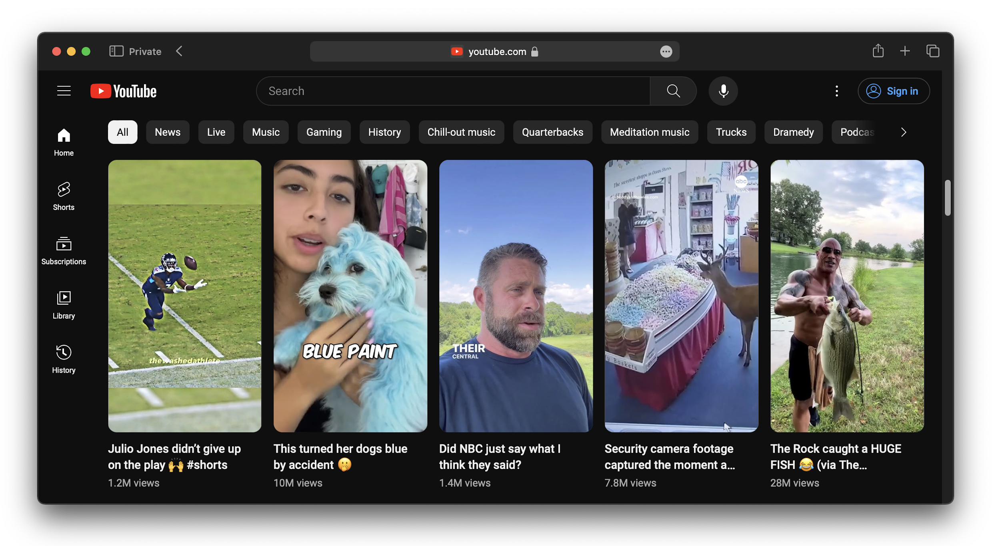 Private
youtube.com
YouTube
Search
Sign in
All
News
Live
Music
Gaming
History
Chill-out music
Quarterbacks
Meditation music
Trucks
Dramedy
Podcas
Home
Shorts
Subscriptions
Library
History
thewashedathlete
BLUE PAINT
THEIR
CENTRAL
The sweetest shoppe in Ocean Shores
abc
NEWS
buddyandhowies.com
y Baskets
Julio Jones didn’t give up
on the play 🙌 #shorts
1.2M views
This turned her dogs blue
by accident 🤭
10M views
Did NBC just say what I
think they said?
1.4M views
Security camera footage
captured the moment a...
7.8M views
The Rock caught a HUGE
FISH 😂 (via The...
28M views